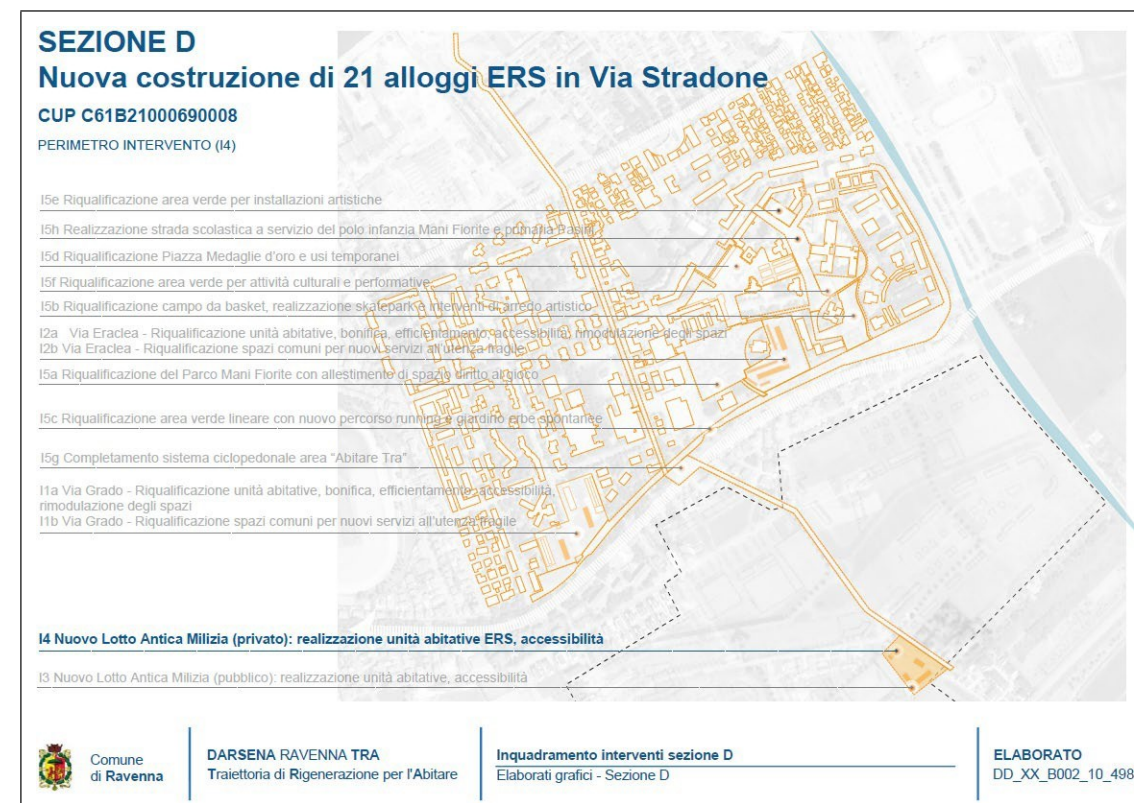 SEZIONE D
Nuova costruzione di 21 alloggi ERS in Via Stradone
CUP C61B21000690008
PERIMETRO INTERVENTO (I4)
I5e Riqualificazione area verde per installazioni artistiche
I5h Realizzazione strada scolastica a servizio del polo infanzia Mani Fiorite e primaria Pasini
I5d Riqualificazione Piazza Medaglie d'oro e usi temporanei
I5f Riqualificazione area verde per attività culturali e performative
I5b Riqualificazione campo da basket, realizzazione skatepark e interventi di arredo artistico
I2a Via Eraclea - Riqualificazione unità abitative, bonifica, efficientamento, accessibilità, rimodulazione degli spazi
I2b Via Eraclea - Riqualificazione spazi comuni per nuovi servizi all'utenza fragile
I5a Riqualificazione del Parco Mani Fiorite con allestimento di spazio diritto al gioco
I5c Riqualificazione area verde lineare con nuovo percorso running e giardino erbe spontanee
I5g Completamento sistema ciclopedonale area "Abitare Tra"
I1a Via Grado - Riqualificazione unità abitative, bonifica, efficientamento, accessibilità,
rimodulazione degli spazi
I1b Via Grado - Riqualificazione spazi comuni per nuovi servizi all'utenza fragile
I4 Nuovo Lotto Antica Milizia (privato): realizzazione unità abitative ERS, accessibilità
I3 Nuovo Lotto Antica Milizia (pubblico): realizzazione unità abitative, accessibilità
Comune
di Ravenna
DARSENA RAVENNA TRA
Traiettoria di Rigenerazione per l'Abitare
Inquadramento interventi sezione D
Elaborati grafici - Sezione D
ELABORATO
DD_XX_B002_10_498